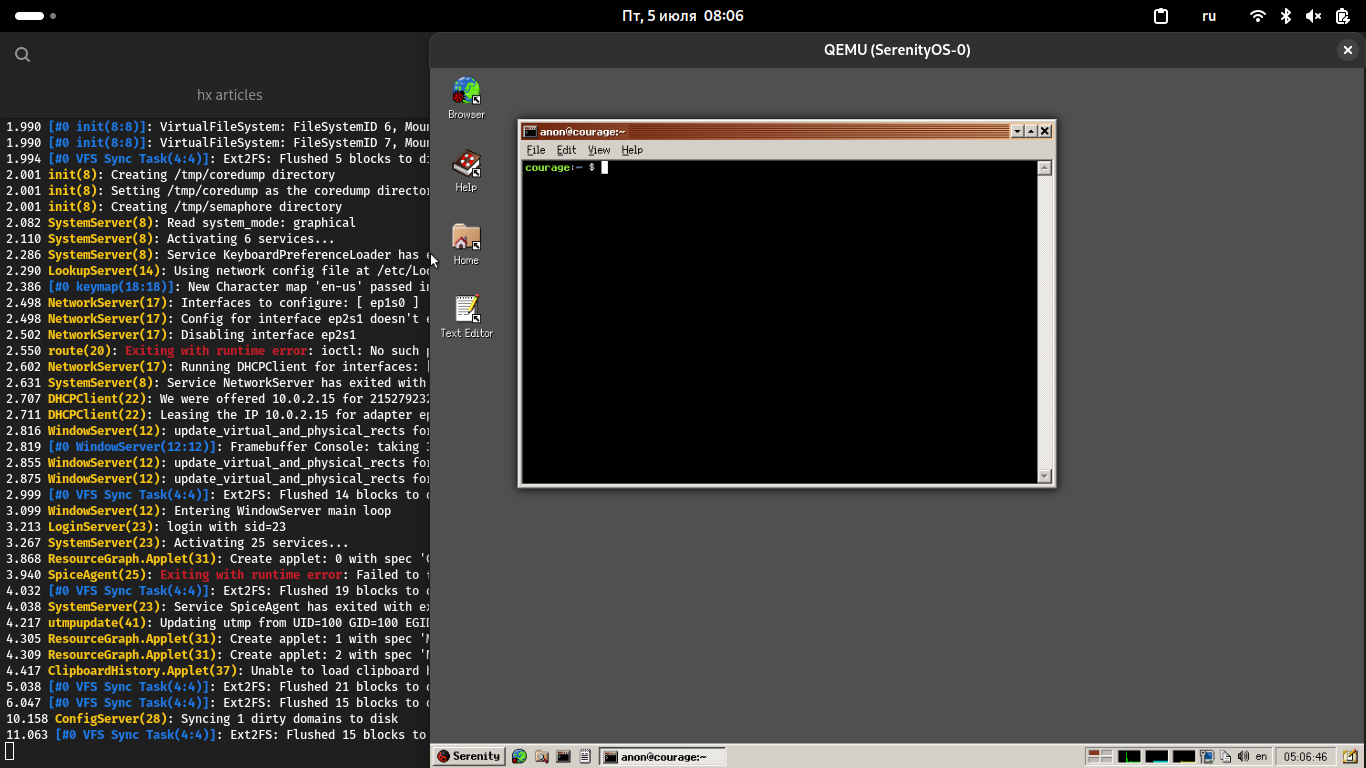 Пт, 5 июля 08:06
ru
hx articles
1.990 [#0 init(8:8)]: VirtualFileSystem: FileSystemID 6, Moun
1.990 [#0 init(8:8)]: VirtualFileSystem: FileSystemID 7, Moun
1.994 [#0 VFS Sync Task(4:4)]: Ext2FS: Flushed 5 blocks to di
2.001 init(8): Creating /tmp/coredump directory
2.001 init(8): Setting /tmp/coredump as the coredump director
2.001 init(8): Creating /tmp/semaphore directory
2.082 SystemServer(8): Read system_mode: graphical
2.110 SystemServer(8): Activating 6 services...
2.286 SystemServer(8): Service KeyboardPreferenceLoader has e
2.290 LookupServer(14): Using network config file at /etc/Loo
2.386 [#0 keymap(18:18)]: New Character map 'en-us' passed in
2.498 NetworkServer(17): Interfaces to configure: [ ep1s0 ]
2.498 NetworkServer(17): Config for interface ep2s1 doesn't e
2.502 NetworkServer(17): Disabling interface ep2s1
2.550 route(20): Exiting with runtime error: ioctl: No such p
2.602 NetworkServer(17): Running DHCPClient for interfaces: [
2.631 SystemServer(8): Service NetworkServer has exited with
2.707 DHCPClient(22): We were offered 10.0.2.15 for 215279232
2.711 DHCPClient(22): Leasing the IP 10.0.2.15 for adapter ep
2.816 WindowServer(12): update_virtual_and_physical_rects for
2.819 [#0 WindowServer(12:12)]: Framebuffer Console: taking 3
2.855 WindowServer(12): update_virtual_and_physical_rects for
2.875 WindowServer(12): update_virtual_and_physical_rects for
2.999 [#0 VFS Sync Task(4:4)]: Ext2FS: Flushed 14 blocks to d
3.099 WindowServer(12): Entering WindowServer main loop
3.213 LoginServer(23): login with sid=23
3.267 SystemServer(23): Activating 25 services...
3.868 ResourceGraph.Applet(31): Create applet: 0 with spec 'C
3.940 SpiceAgent(25): Exiting with runtime error: Failed to f
4.032 [#0 VFS Sync Task(4:4)]: Ext2FS: Flushed 19 blocks to d
4.038 SystemServer(23): Service SpiceAgent has exited with ex
4.217 utmpupdate(41): Updating utmp from UID=100 GID=100 EGID
4.305 ResourceGraph.Applet(31): Create applet: 1 with spec 'M
4.309 ResourceGraph.Applet(31): Create applet: 2 with spec 'N
4.417 ClipboardHistory.Applet(37): Unable to load clipboard h
5.038 [#0 VFS Sync Task(4:4)]: Ext2FS: Flushed 21 blocks to d
6.047 [#0 VFS Sync Task(4:4)]: Ext2FS: Flushed 15 blocks to d
10.158 ConfigServer(28): Syncing 1 dirty domains to disk
11.063 [#0 VFS Sync Task(4:4)]: Ext2FS: Flushed 15 blocks to
QEMU (SerenityOS-0)
Browser
Help
Home
Text Editor
anon@courage:~
File Edit View Help
courage:~ $
Serenity
anon@courage:~
en
05:06:46